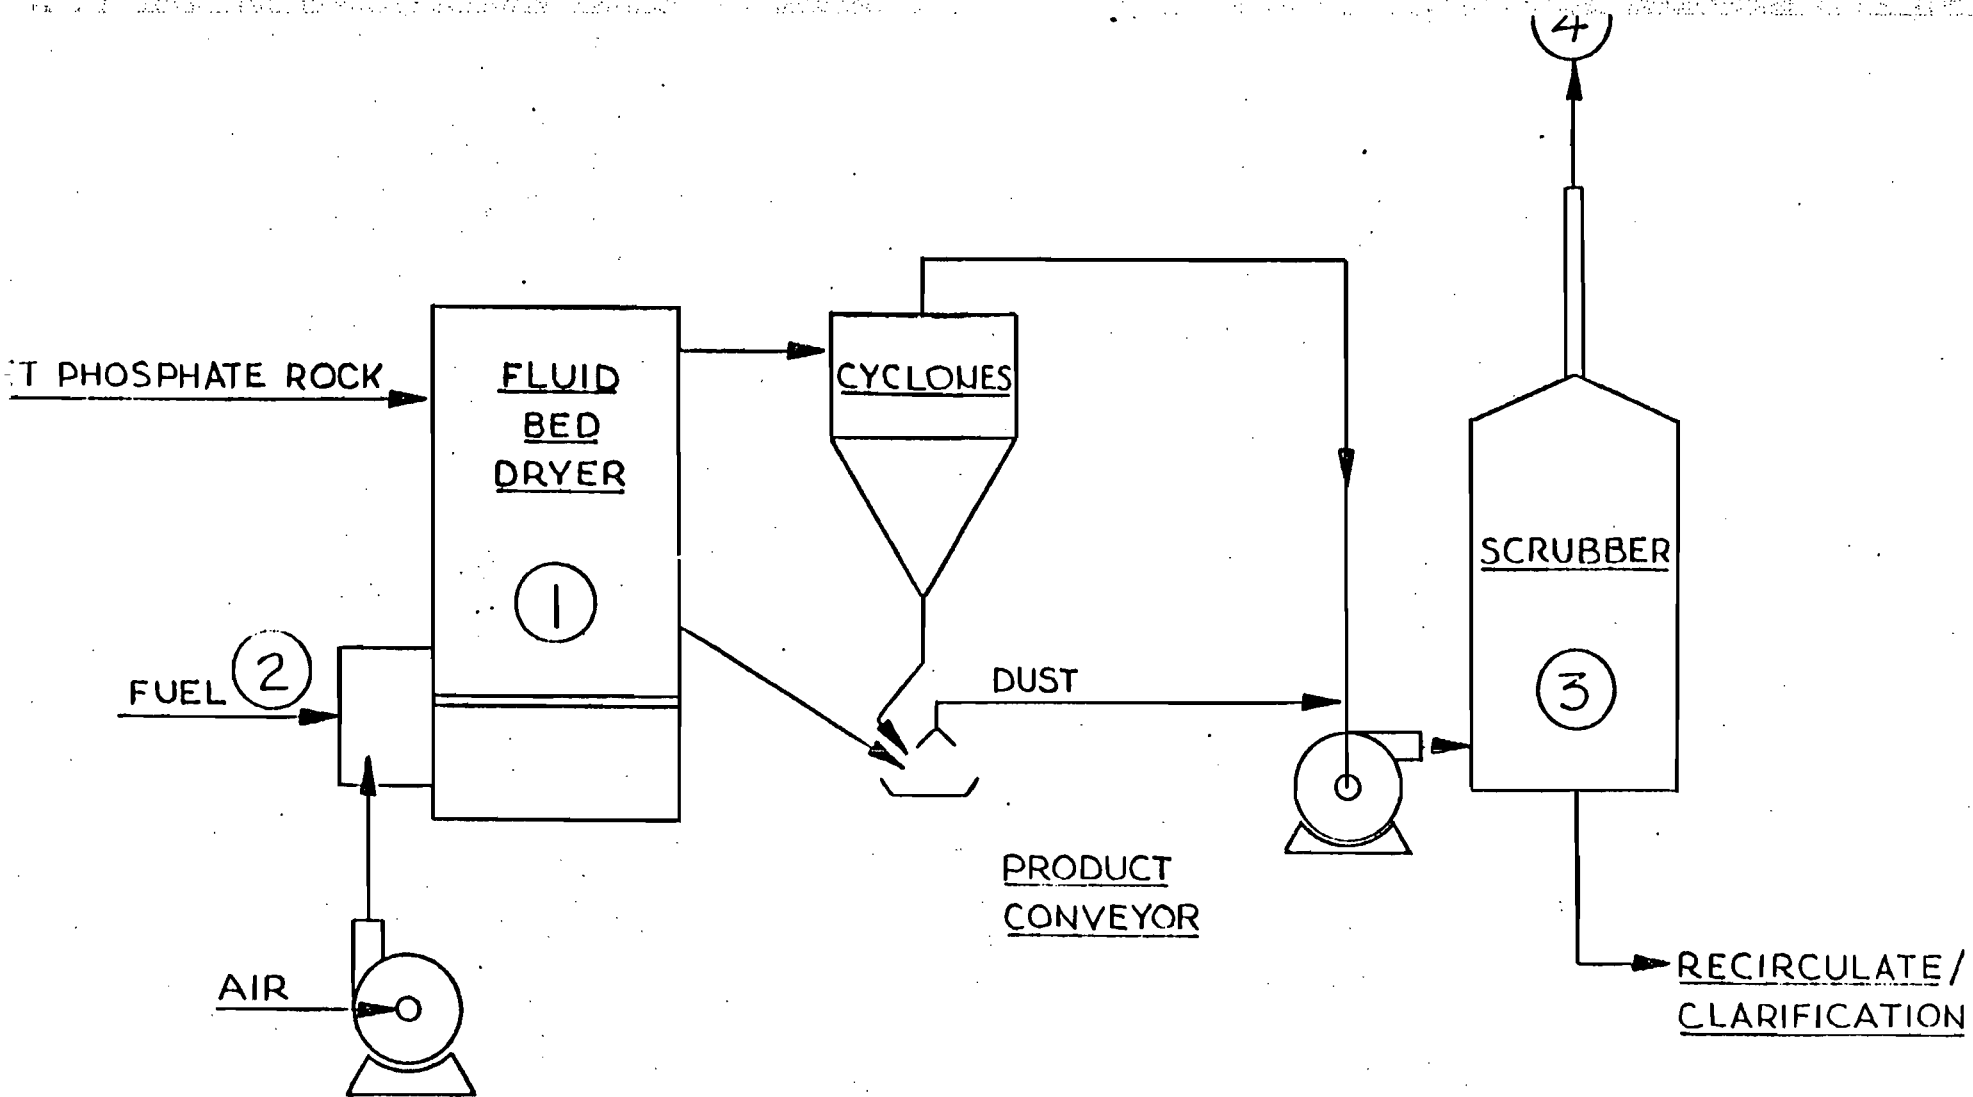 4
PHOSPHATE ROCK
FLUID
BED
DRYER
CYCLONES
SCRUBBER
1
2
FUEL
DUST
3
PRODUCT
CONVEYOR
AIR
RECIRCULATE/
CLARIFICATION